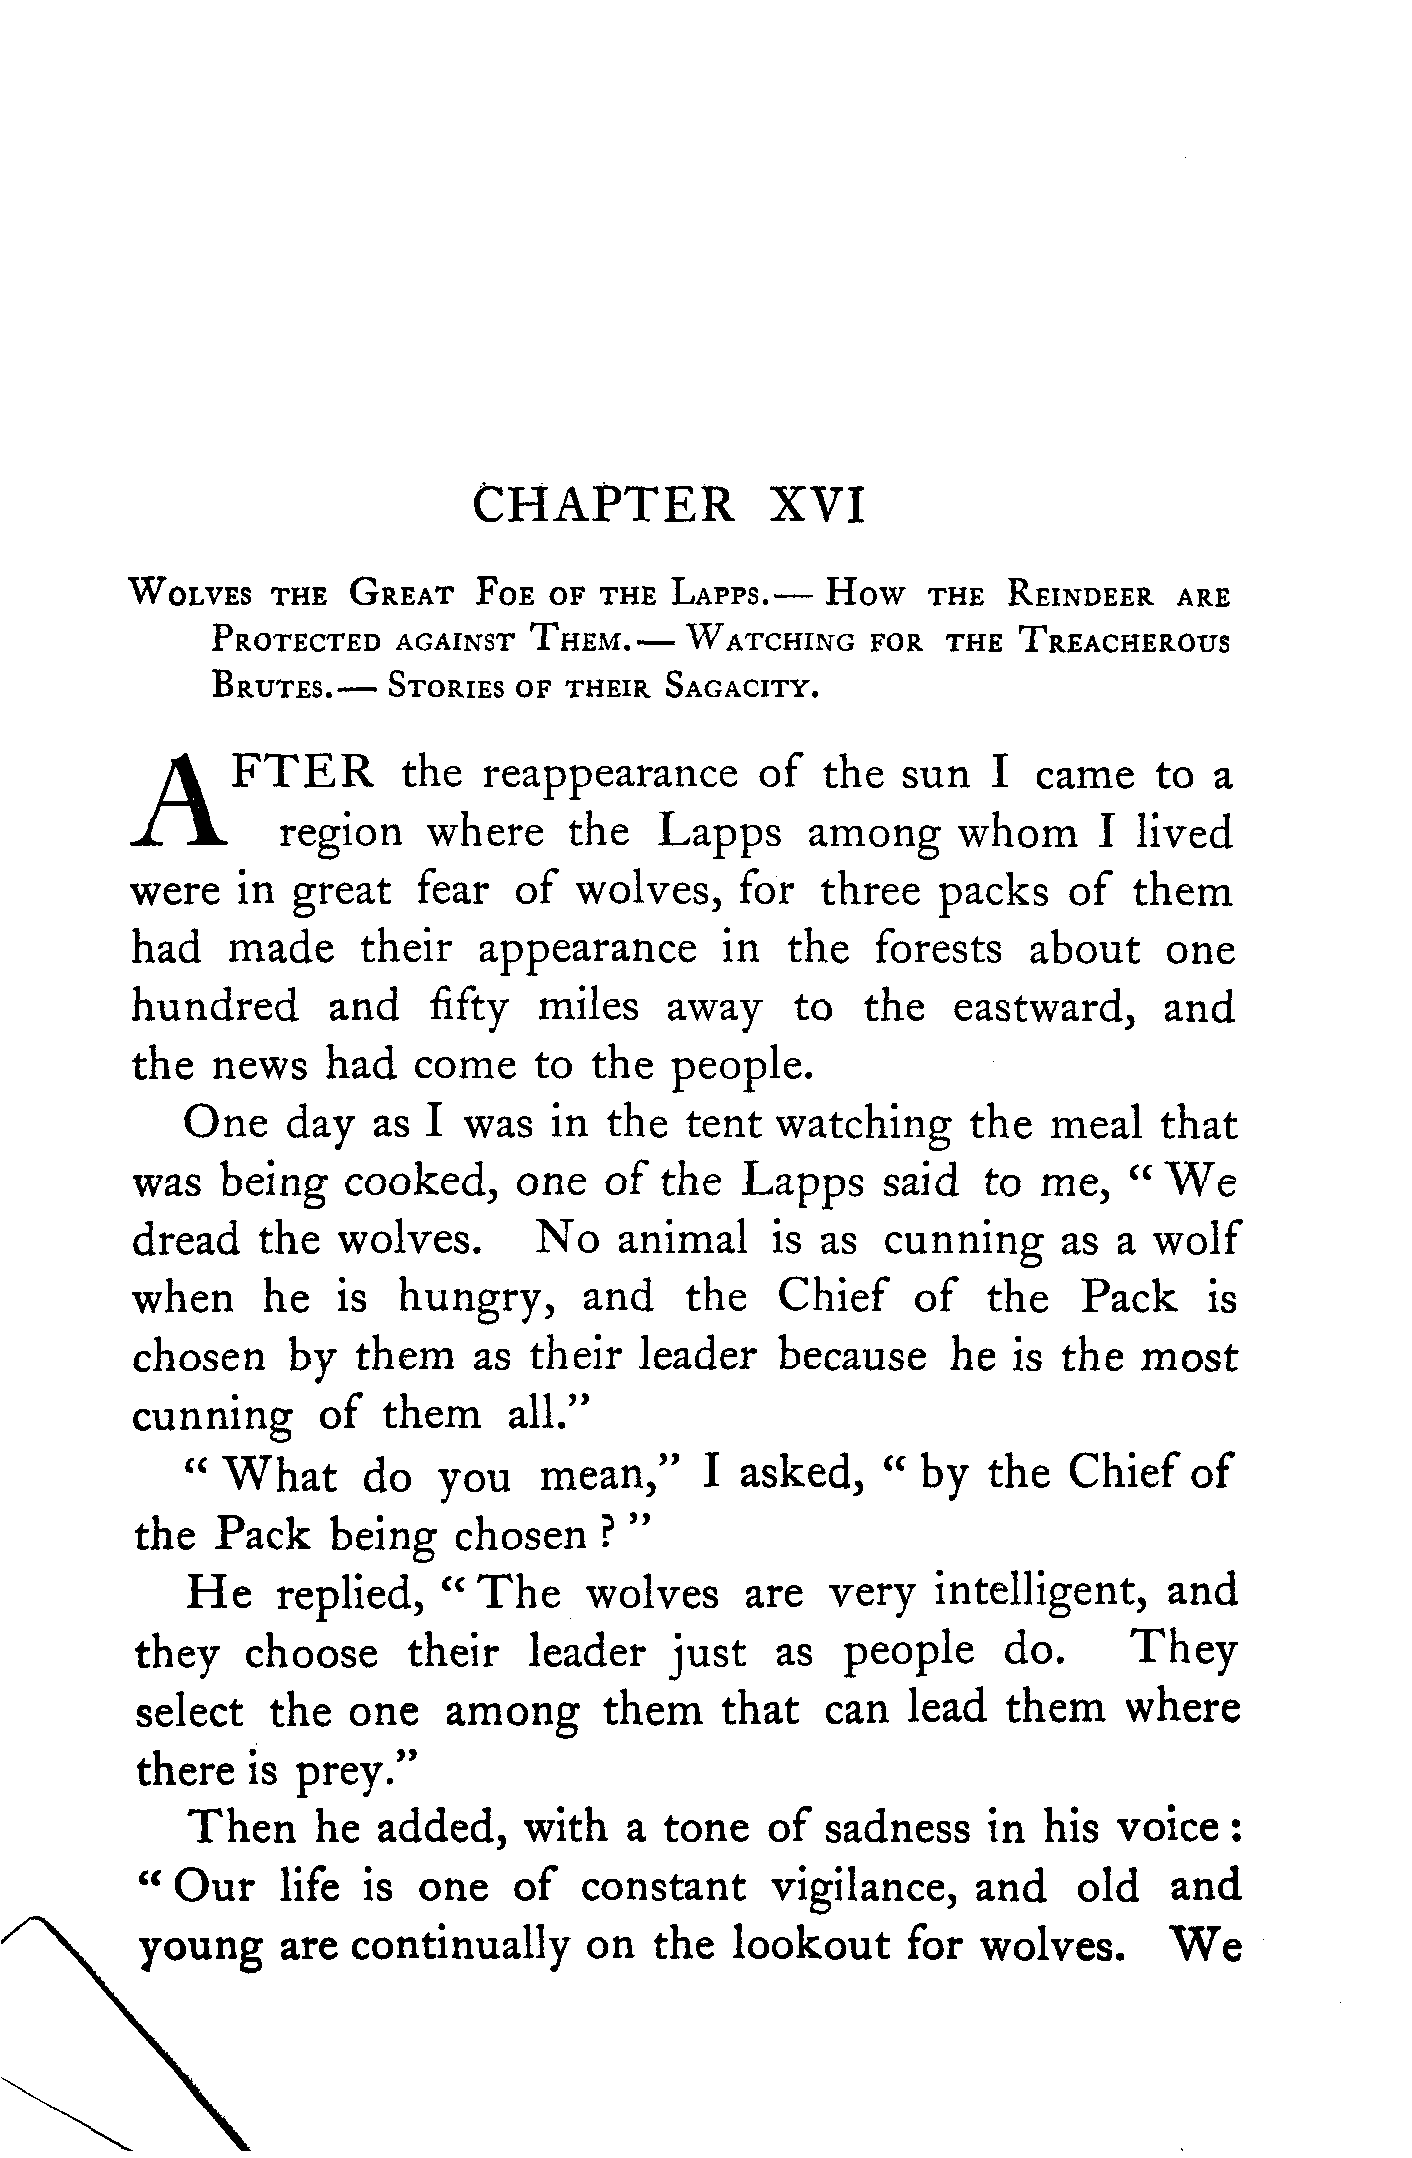 CHAPTER XVI
Wolves the Great Foe of the Lapps.— How the Reindeer are
Protected against Them.— Watching for the Treacherous
Brutes.— Stories of their Sagacity.
AFTER the reappearance of the sun I came to a
region where the Lapps among whom I lived
were in great fear of wolves, for three packs of them
had made their appearance in the forests about one
hundred and fifty miles away to the eastward, and
the news had come to the people.
One day as I was in the tent watching the meal that
was being cooked, one of the Lapps said to me, “ We
dread the wolves. No animal is as cunning as a wolf
when he is hungry, and the Chief of the Pack is
chosen by them as their leader because he is the most
cunning of them all.”
“ What do you mean,” I asked, “ by the Chief of
the Pack being chosen ? ”
He replied, “ The wolves are very intelligent, and
they choose their leader just as people do. They
select the one among them that can lead them where
there is prey.”
Then he added, with a tone of sadness in his voice :
“ Our life is one of constant vigilance, and old and
young are continually on the lookout for wolves. We